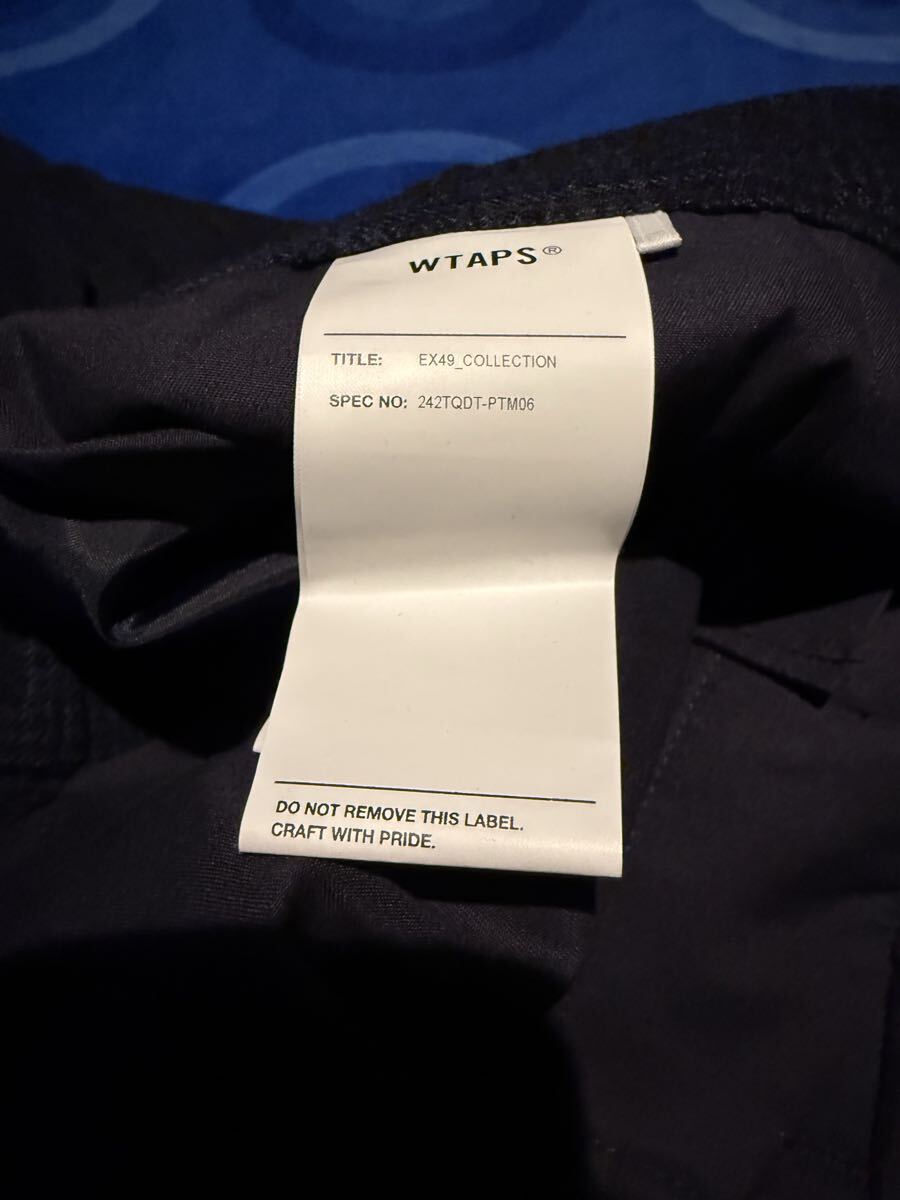 WTAPS®
TITLE: EX49_COLLECTION
SPEC NO: 242TQDT-PTM06
DO NOT REMOVE THIS LABEL.
CRAFT WITH PRIDE.